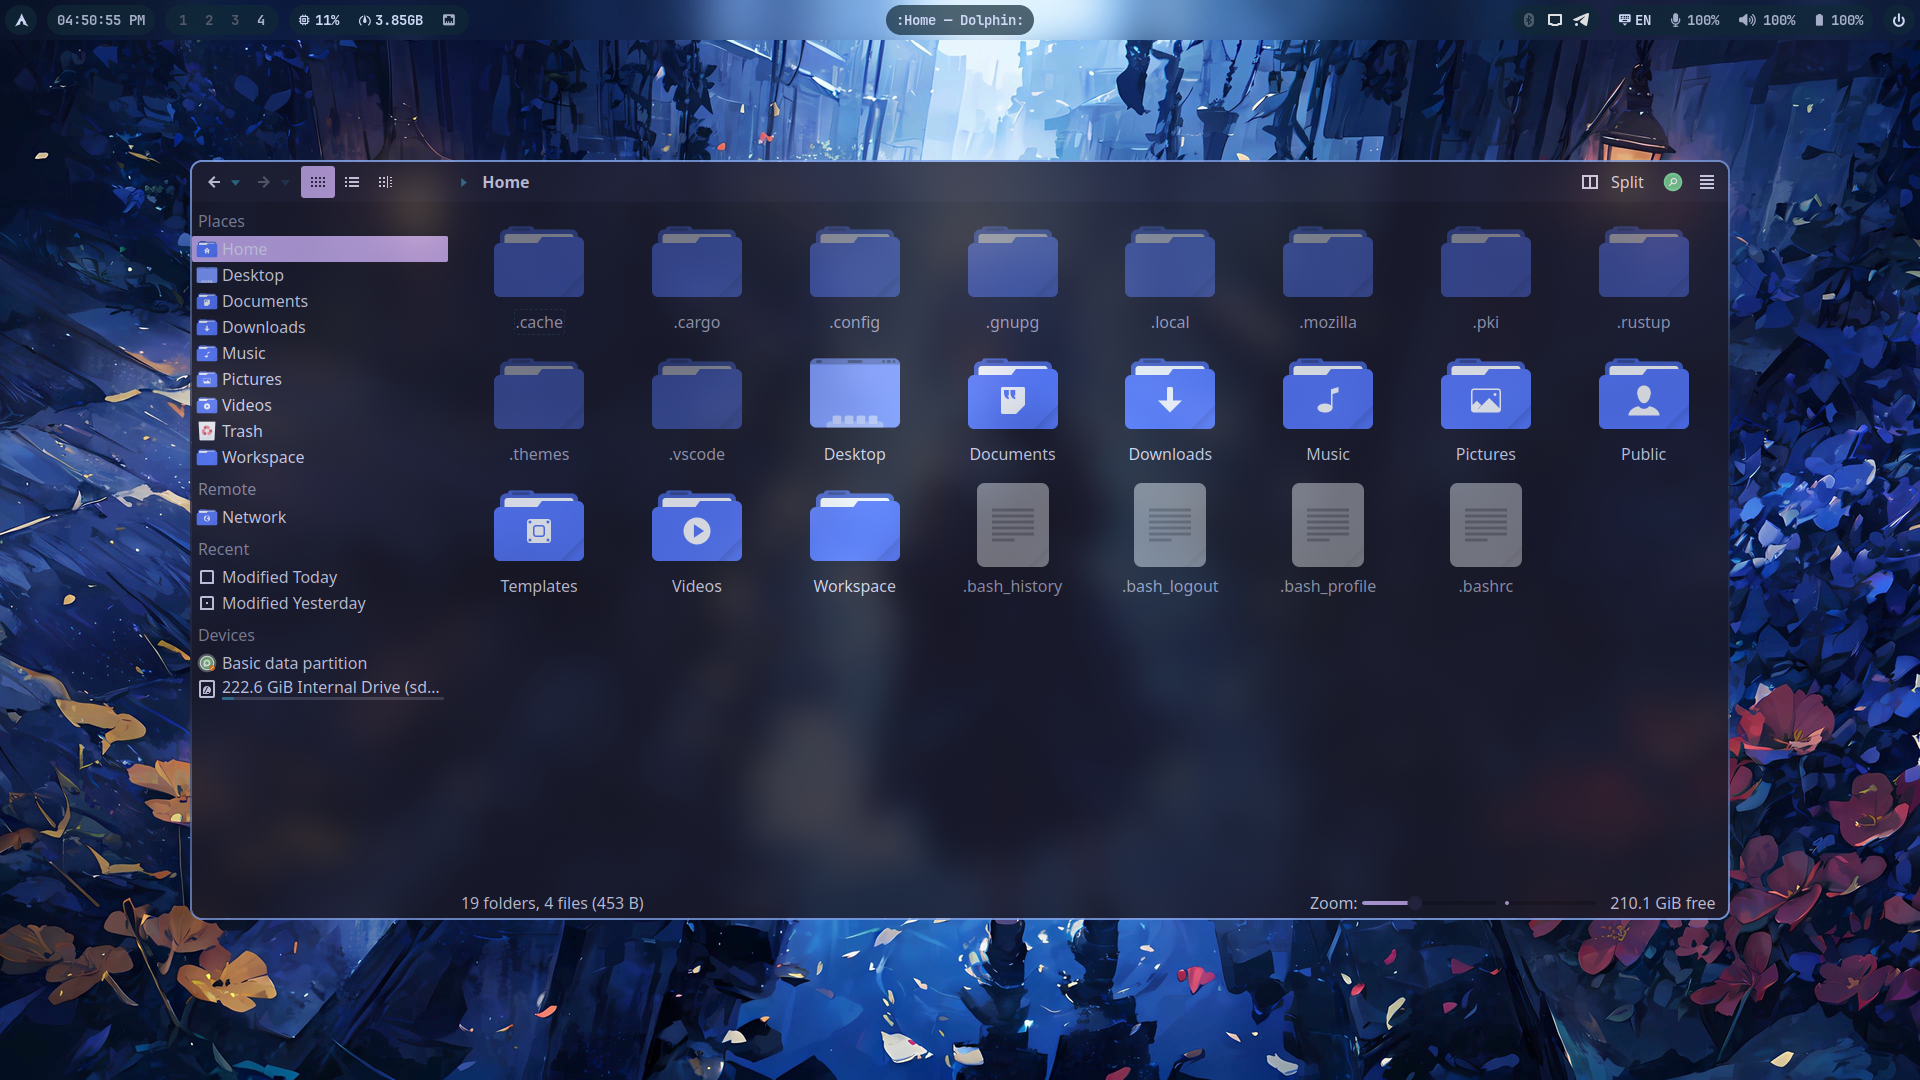 04:50:55 PM
1 2 3 4
11% 3.85GB
:Home — Dolphin:
EN 100% 100% 100%
Home
Split
Places
Home
Desktop
Documents
Downloads
Music
Pictures
Videos
Trash
Workspace
Remote
Network
Recent
Modified Today
Modified Yesterday
Devices
Basic data partition
222.6 GiB Internal Drive (sd...
.cache .cargo .config .gnupg .local .mozilla .pki .rustup
.themes .vscode Desktop Documents Downloads Music Pictures Public
Templates Videos Workspace .bash_history .bash_logout .bash_profile .bashrc
19 folders, 4 files (453 B)
Zoom:
210.1 GiB free